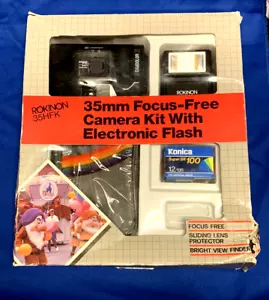 ROKINON
35HFK
ROKINON
35mm Focus-Free
Camera Kit With
Electronic Flash
Konica
Super SR 100
12
FOCUS FREE
SLIDING LENS
PROTECTOR
BRIGHT VIEW FINDER